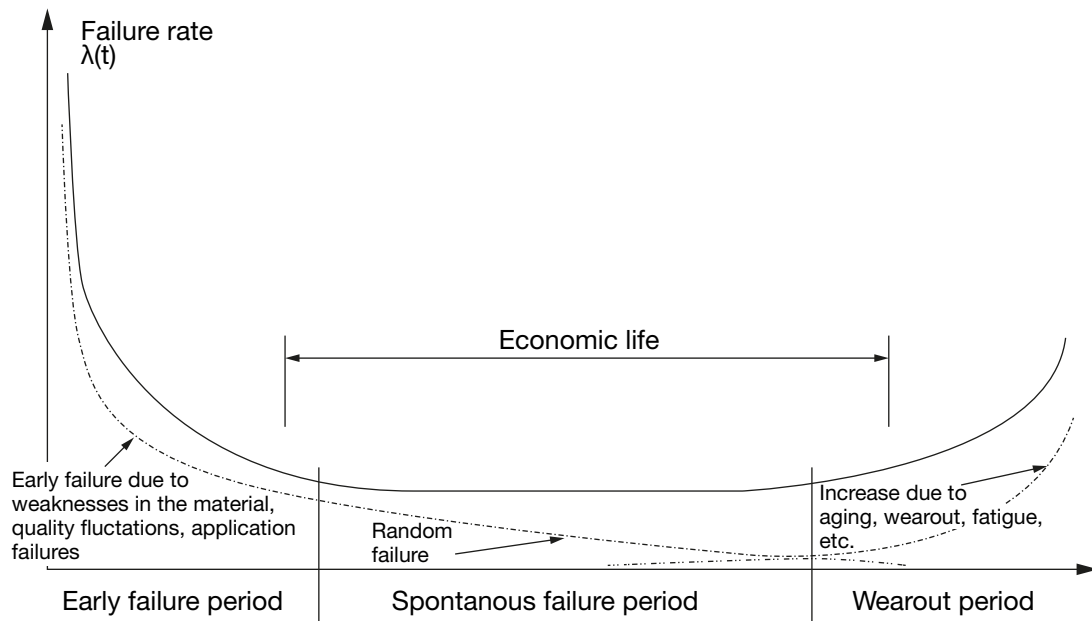 Failure rate
λ(t)
Economic life
Early failure due to
weaknesses in the material,
quality fluctations, application
failures
Random
failure
Increase due to
aging, wearout, fatigue,
etc.
Early failure period
Spontanous failure period
Wearout period